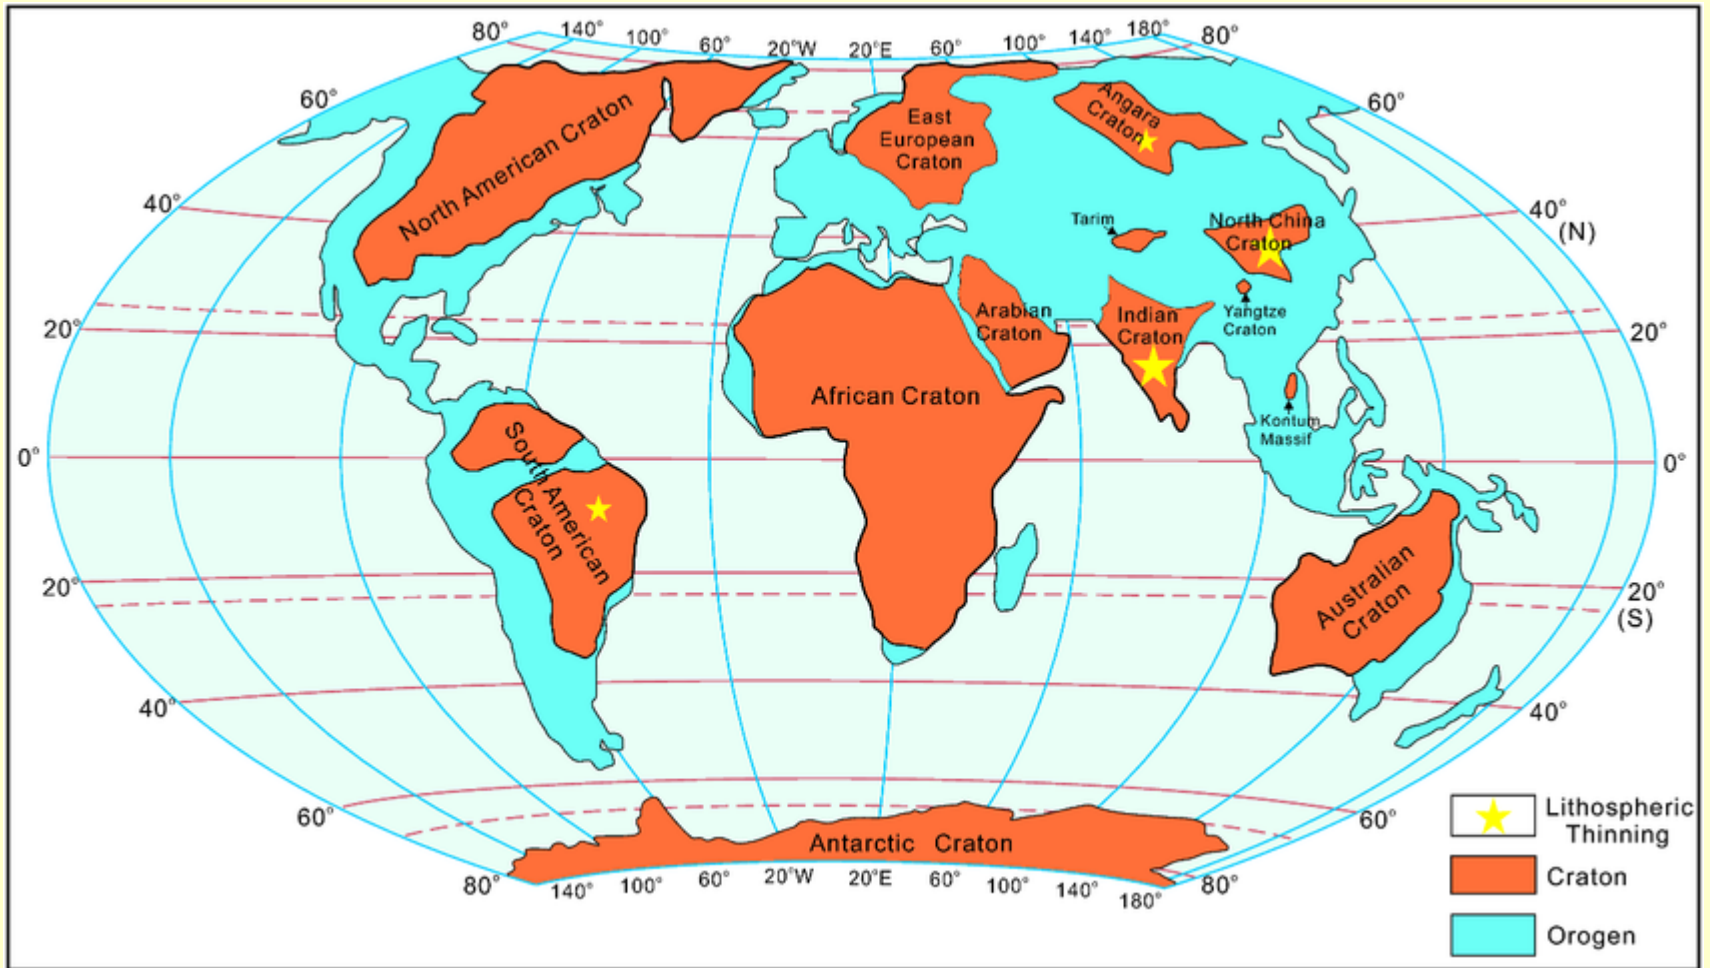 80° 140° 100° 60° 20°W 20°E 60° 100° 140° 180° 80°
60° 60°
40° 40°
(N)
20° 20°
0° 0°
20° 20°
(S)
40° 40°
60° 60°
80° 140° 100° 60° 20°W 20°E 60° 100° 140° 180° 80°
North American Craton
East
European
Craton
Angara
Craton
Tarim
North China
Craton
Arabian
Craton
Indian
Craton
Yangtze
Craton
African Craton
Kontum
Massif
South American
Craton
Australian
Craton
Antarctic Craton
Lithospheric
Thinning
Craton
Orogen